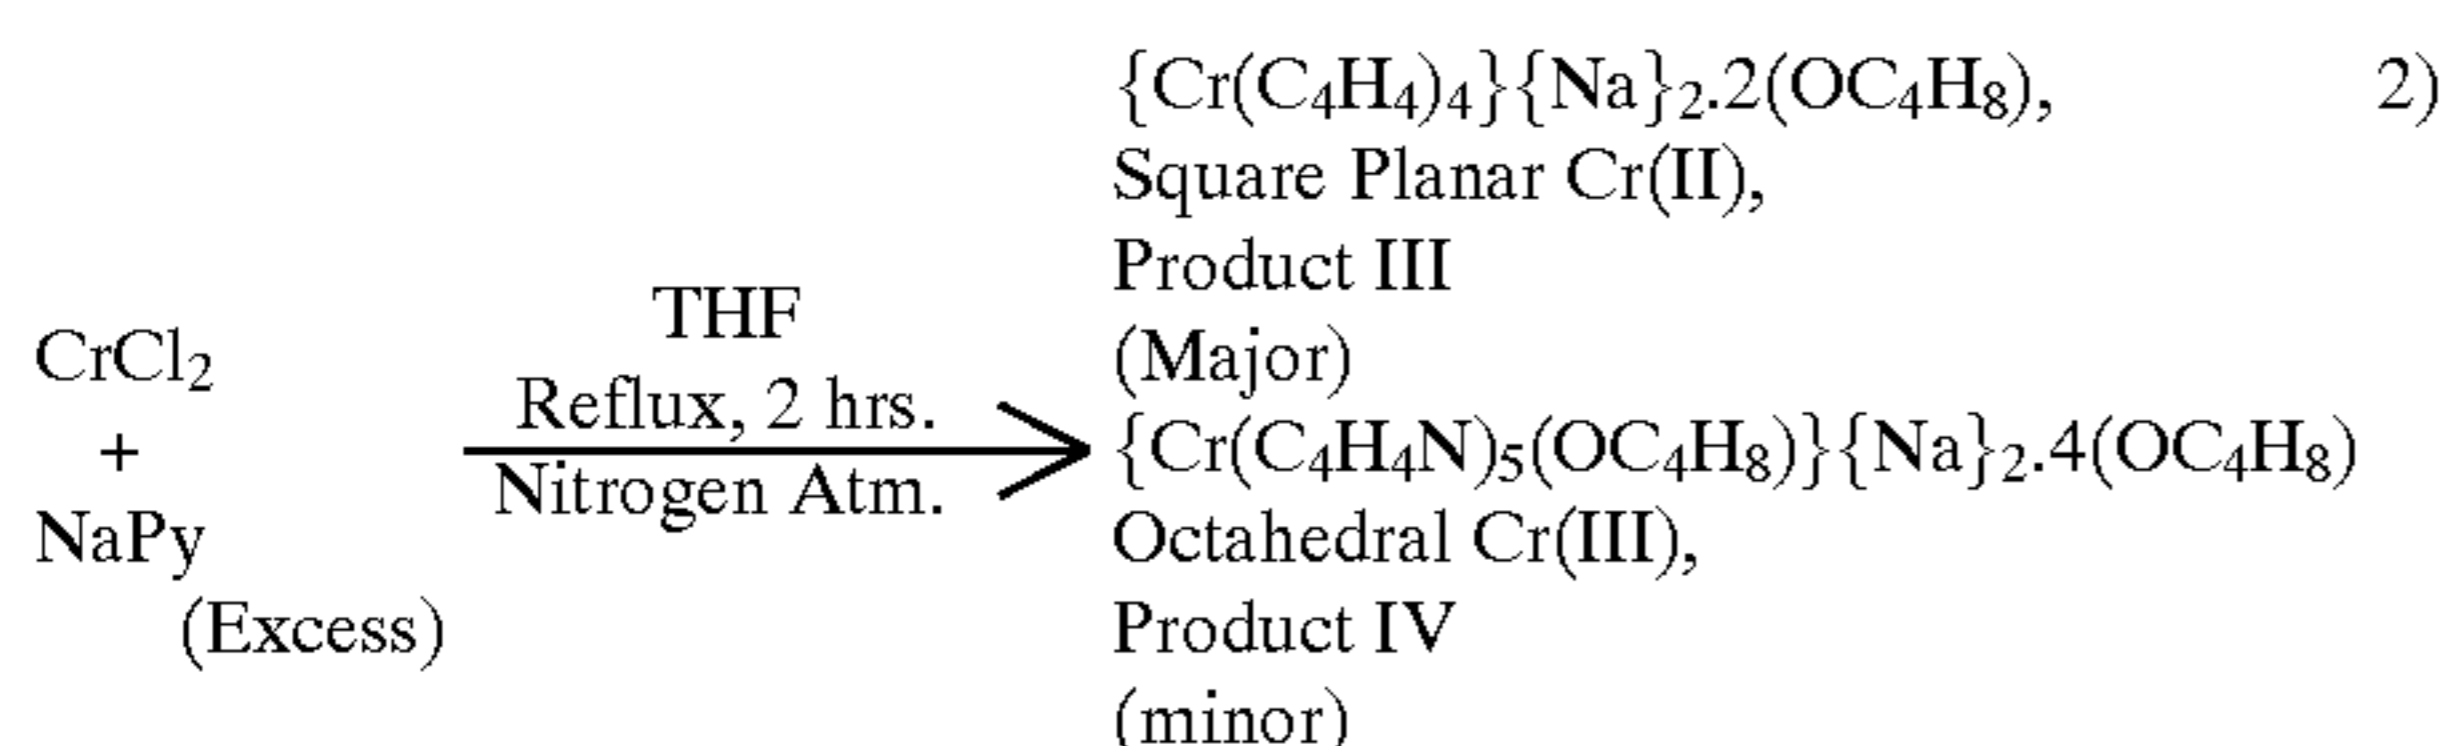 CrCl₂
+
NaPy
(Excess)
THF
Reflux, 2 hrs.
Nitrogen Atm.
{Cr(C₄H₄)₄}{Na}₂.2(OC₄H₈), 2)
Square Planar Cr(II),
Product III
(Major)
{Cr(C₄H₄N)₅(OC₄H₈)}{Na}₂.4(OC₄H₈)
Octahedral Cr(III),
Product IV
(minor)